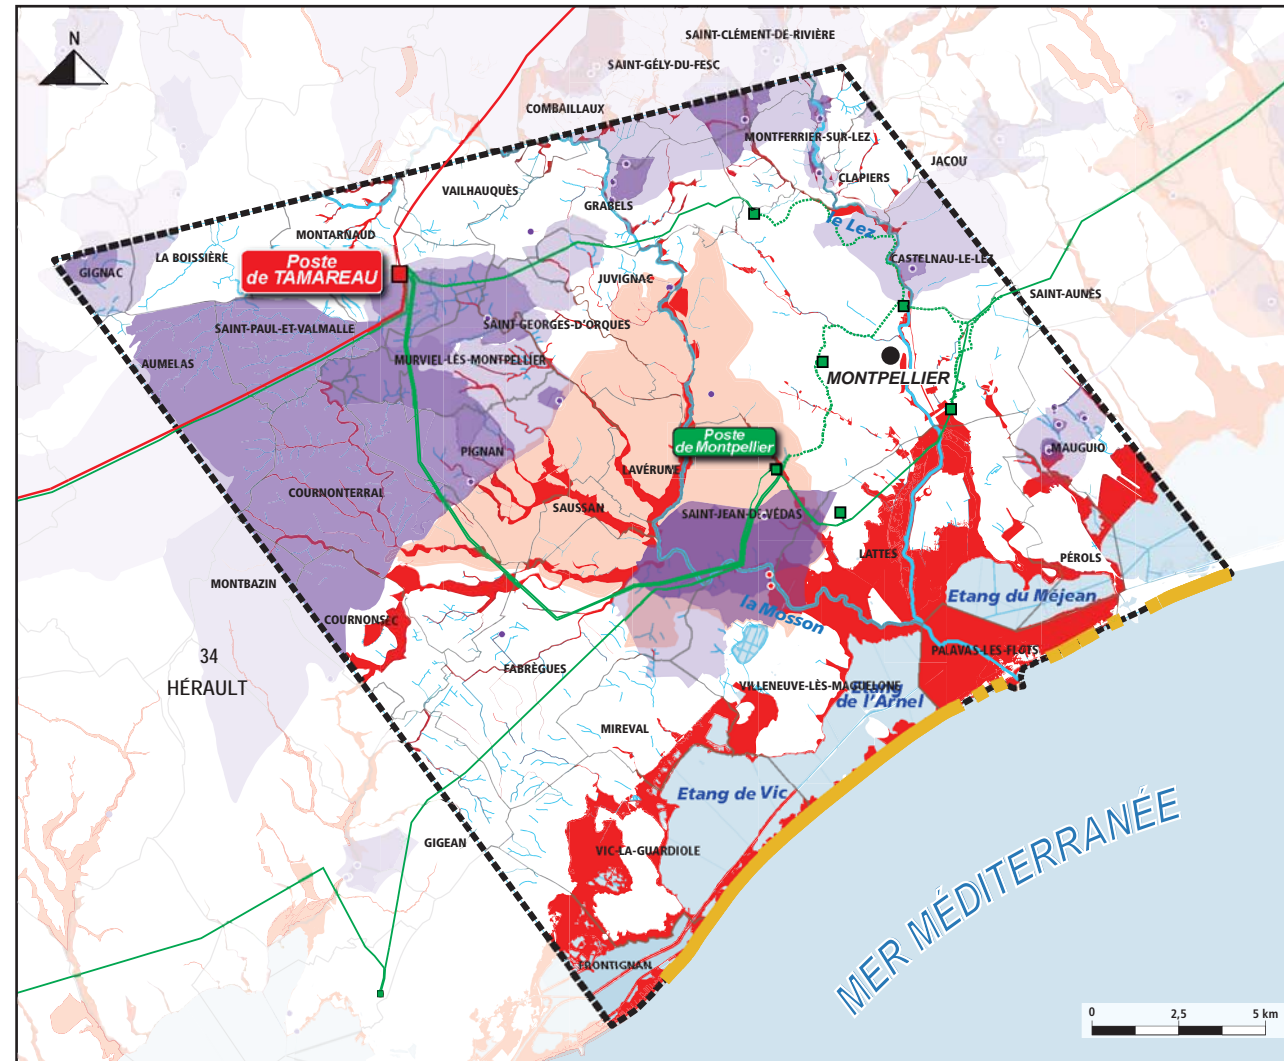 N
SAINT-CLÉMENT-DE-RIVIÈRE
SAINT-GÉLY-DU-FESC
COMBAILLAUX
MONTFERRIER-SUR-LEZ
JACOU
CLAPIERS
VAILHAUQUÈS
GRABELS
le Lez
MONTARNAUD
LA BOISSIÈRE
GIGNAC
Poste
de TAMAREAU
JUVIGNAC
CASTELNAU-LE-LEZ
SAINT-AUNÈS
SAINT-PAUL-ET-VALMALLE
SAINT-GEORGES-D'ORQUES
AUMELAS
MURVIEL-LÈS-MONTPELLIER
MONTPELLIER
Poste
de Montpellier
MAUGUIO
PIGNAN
LAVÉRUNE
COURNONTERRAL
SAUSSAN
SAINT-JEAN-DE-VÉDAS
LATTES
PÉROLS
MONTBAZIN
Etang du Méjean
la Mosson
COURNONSEC
PALAVAS-LES-FLOTS
34
HÉRAULT
FABRÈGUES
VILLENEUVE-LÈS-MAGUELONE
Etang
de l'Arnel
MIREVAL
Etang de Vic
GIGEAN
VIC-LA-GUARDIOLE
MER MÉDITERRANÉE
FRONTIGNAN
0 2,5 5 km